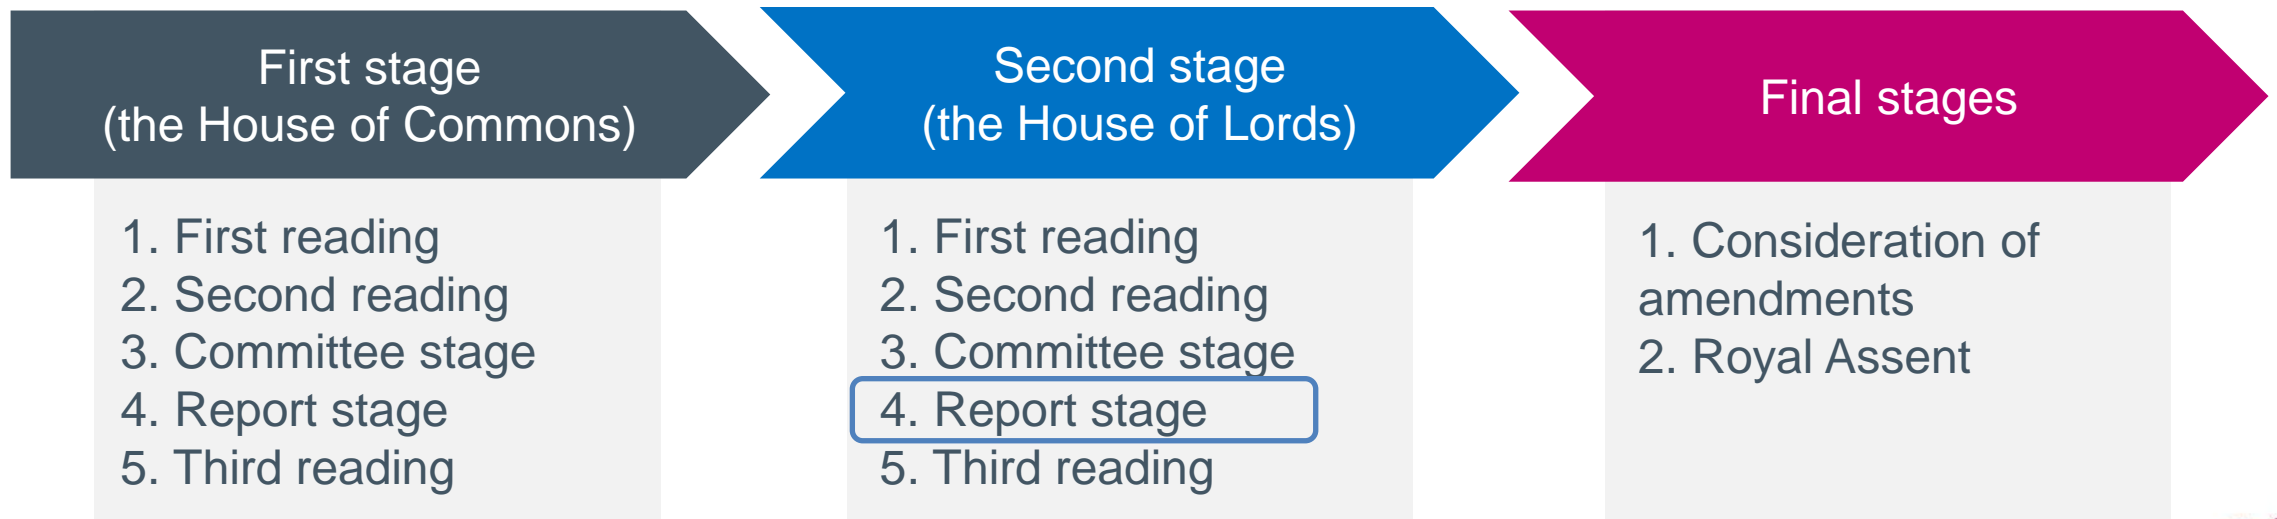 First stage
(the House of Commons)
1. First reading
2. Second reading
3. Committee stage
4. Report stage
5. Third reading
Second stage
(the House of Lords)
1. First reading
2. Second reading
3. Committee stage
4. Report stage
5. Third reading
Final stages
1. Consideration of
amendments
2. Royal Assent